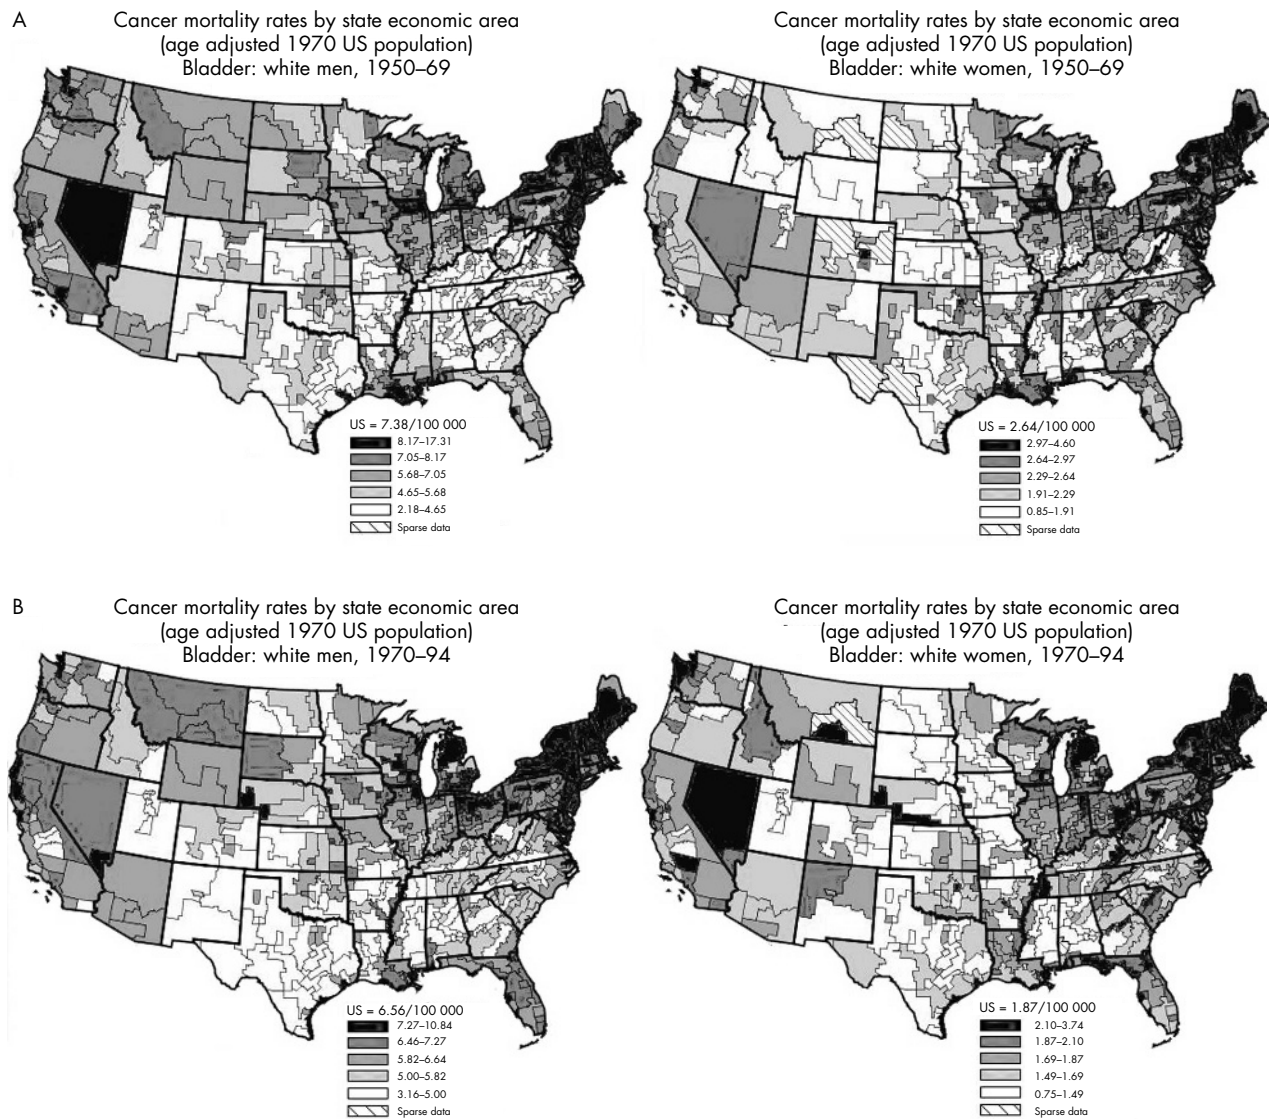 A
Cancer mortality rates by state economic area
(age adjusted 1970 US population)
Bladder: white men, 1950–69
US = 7.38/100 000
8.17–17.31
7.05–8.17
5.68–7.05
4.65–5.68
2.18–4.65
Sparse data
Cancer mortality rates by state economic area
(age adjusted 1970 US population)
Bladder: white women, 1950–69
US = 2.64/100 000
2.97–4.60
2.64–2.97
2.29–2.64
1.91–2.29
0.85–1.91
Sparse data
B
Cancer mortality rates by state economic area
(age adjusted 1970 US population)
Bladder: white men, 1970–94
US = 6.56/100 000
7.27–10.84
6.46–7.27
5.82–6.64
5.00–5.82
3.16–5.00
Sparse data
Cancer mortality rates by state economic area
(age adjusted 1970 US population)
Bladder: white women, 1970–94
US = 1.87/100 000
2.10–3.74
1.87–2.10
1.69–1.87
1.49–1.69
0.75–1.49
Sparse data